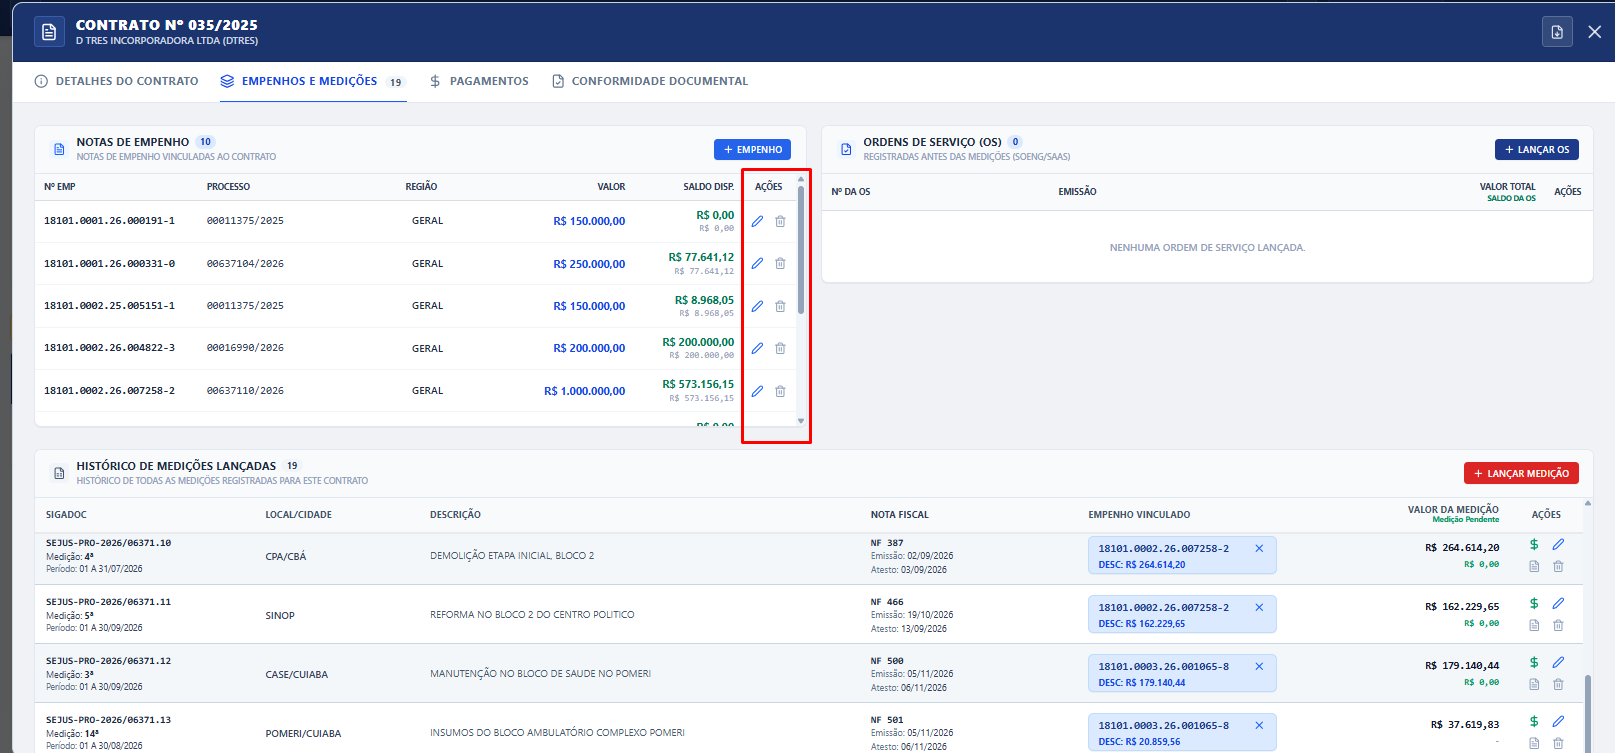 CONTRATO Nº 035/2025
D TRES INCORPORADORA LTDA (DTRES)
DETALHES DO CONTRATO
EMPENHOS E MEDIÇÕES 19
PAGAMENTOS
CONFORMIDADE DOCUMENTAL
NOTAS DE EMPENHO 10
NOTAS DE EMPENHO VINCULADAS AO CONTRATO
+ EMPENHO
Nº EMP PROCESSO REGIÃO VALOR SALDO DISP. AÇÕES
18101.0001.26.000191-1 00011375/2025 GERAL R$ 150.000,00 R$ 0,00
R$ 0,00
18101.0001.26.000331-0 00637104/2026 GERAL R$ 250.000,00 R$ 77.641,12
R$ 77.641,12
18101.0002.25.005151-1 00011375/2025 GERAL R$ 150.000,00 R$ 8.968,05
R$ 8.968,05
18101.0002.26.004822-3 00016990/2026 GERAL R$ 200.000,00 R$ 200.000,00
R$ 200.000,00
18101.0002.26.007258-2 00637110/2026 GERAL R$ 1.000.000,00 R$ 573.156,15
R$ 573.156,15
R$ 0,00
ORDENS DE SERVIÇO (OS) 0
REGISTRADAS ANTES DAS MEDIÇÕES (SOENG/SAAS)
+ LANÇAR OS
Nº DA OS EMISSÃO VALOR TOTAL AÇÕES
SALDO DA OS
NENHUMA ORDEM DE SERVIÇO LANÇADA.
HISTÓRICO DE MEDIÇÕES LANÇADAS 19
HISTÓRICO DE TODAS AS MEDIÇÕES REGISTRADAS PARA ESTE CONTRATO
+ LANÇAR MEDIÇÃO
SIGADOC LOCAL/CIDADE DESCRIÇÃO NOTA FISCAL EMPENHO VINCULADO VALOR DA MEDIÇÃO AÇÕES
Medição Pendente
SEJUS-PRO-2026/06371.10
Medição: 4ª
Período: 01 A 31/07/2026
CPA/CBÁ
DEMOLIÇÃO ETAPA INICIAL, BLOCO 2
NF 387
Emissão: 02/09/2026
Atesto: 03/09/2026
18101.0002.26.007258-2
DESC: R$ 264.614,20
R$ 264.614,20
R$ 0,00
SEJUS-PRO-2026/06371.11
Medição: 5ª
Período: 01 A 30/09/2026
SINOP
REFORMA NO BLOCO 2 DO CENTRO POLITICO
NF 466
Emissão: 19/10/2026
Atesto: 13/09/2026
18101.0002.26.007258-2
DESC: R$ 162.229,65
R$ 162.229,65
R$ 0,00
SEJUS-PRO-2026/06371.12
Medição: 3ª
Período: 01 A 30/09/2026
CASE/CUIABA
MANUTENÇÃO NO BLOCO DE SAUDE NO POMERI
NF 500
Emissão: 05/11/2026
Atesto: 06/11/2026
18101.0003.26.001065-8
DESC: R$ 179.140,44
R$ 179.140,44
R$ 0,00
SEJUS-PRO-2026/06371.13
Medição: 14ª
Período: 01 A 30/08/2026
POMERI/CUIABA
INSUMOS DO BLOCO AMBULATÓRIO COMPLEXO POMERI
NF 501
Emissão: 05/11/2026
Atesto: 06/11/2026
18101.0003.26.001065-8
DESC: R$ 20.859,56
R$ 37.619,83
-